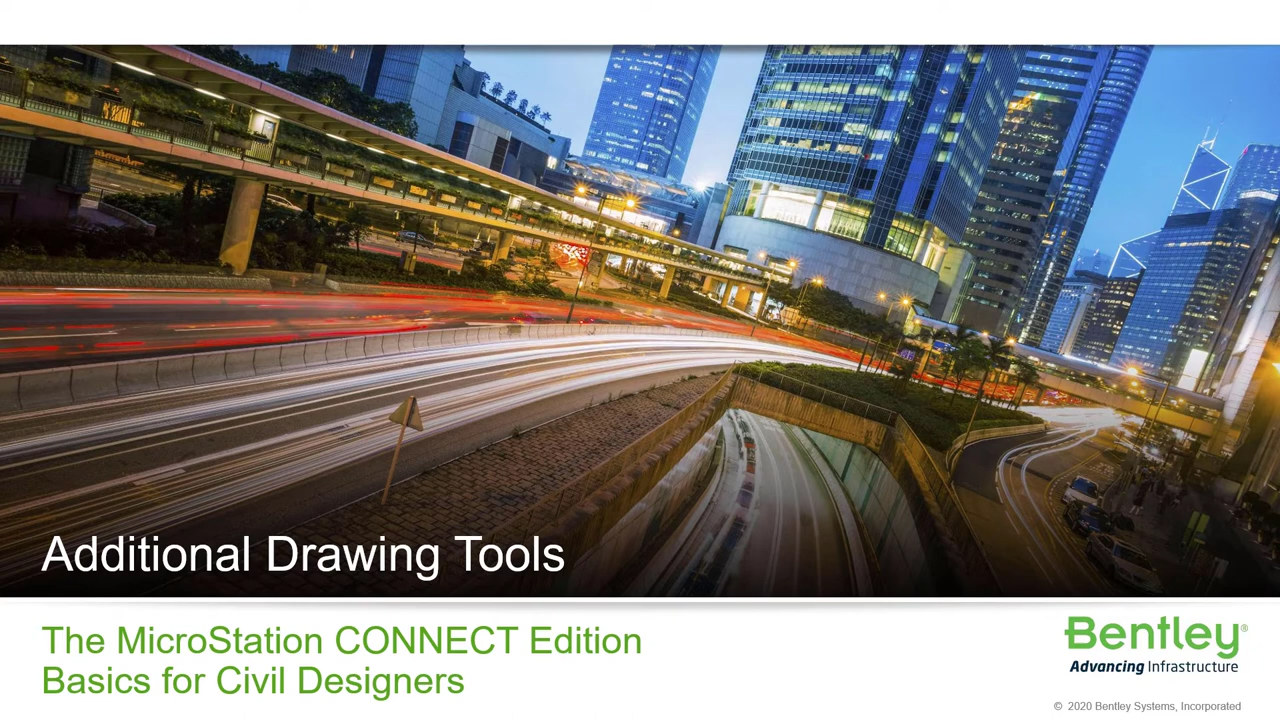 Additional Drawing Tools
The MicroStation CONNECT Edition
Basics for Civil Designers
Bentley®
Advancing Infrastructure
© 2020 Bentley Systems, Incorporated